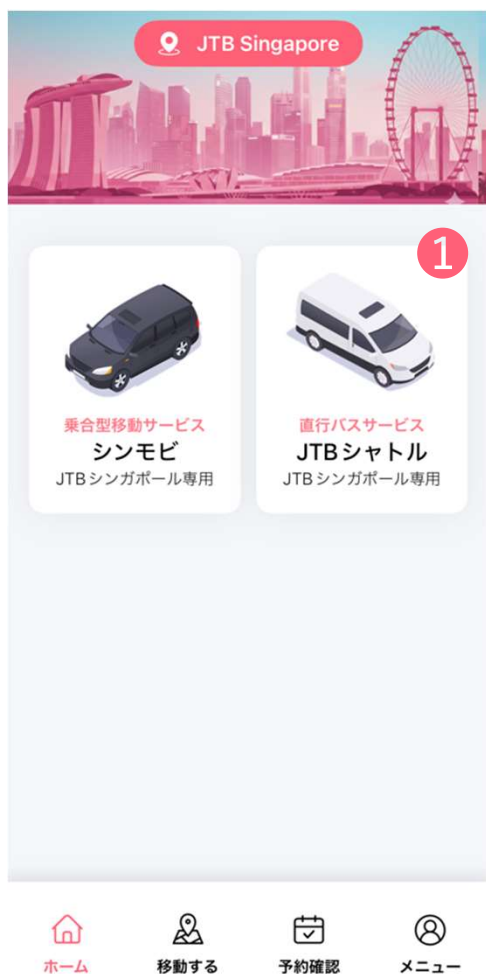 JTB Singapore
1
乗合型移動サービス
シンモビ
JTBシンガポール専用
直行バスサービス
JTBシャトル
JTBシンガポール専用
ホーム
移動する
予約確認
メニュー